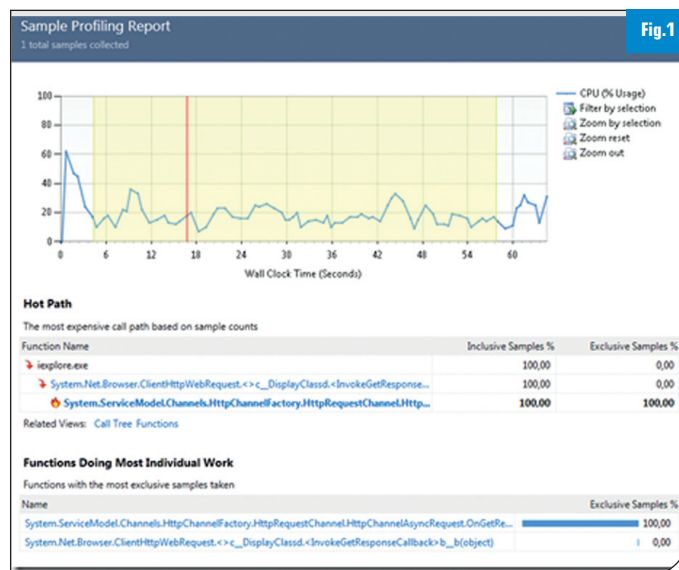 Sample Profiling Report
1 total samples collected
Fig.1
100
80
60
40
20
0
0 6 12 18 24 30 36 42 48 54 60
Wall Clock Time (Seconds)
CPU (% Usage)
Filter by selection
Zoom by selection
Zoom reset
Zoom out
Hot Path
The most expensive call path based on sample counts
Function Name Inclusive Samples % Exclusive Samples %
iexplore.exe 100,00 0,00
System.Net.Browser.ClientHttpWebRequest.<>c__DisplayClassd.<InvokeGetResponse... 100,00 0,00
System.ServiceModel.Channels.HttpChannelFactory.HttpRequestChannel.Http... 100,00 100,00
Related Views: Call Tree Functions
Functions Doing Most Individual Work
Functions with the most exclusive samples taken
Name Exclusive Samples %
System.ServiceModel.Channels.HttpChannelFactory.HttpRequestChannel.HttpChannelAsyncRequest.OnGetRe... 100,00
System.Net.Browser.ClientHttpWebRequest.<>c__DisplayClassd.<InvokeGetResponseCallback>b__b(object) 0,00